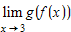 lim g(f(x))
x → 3